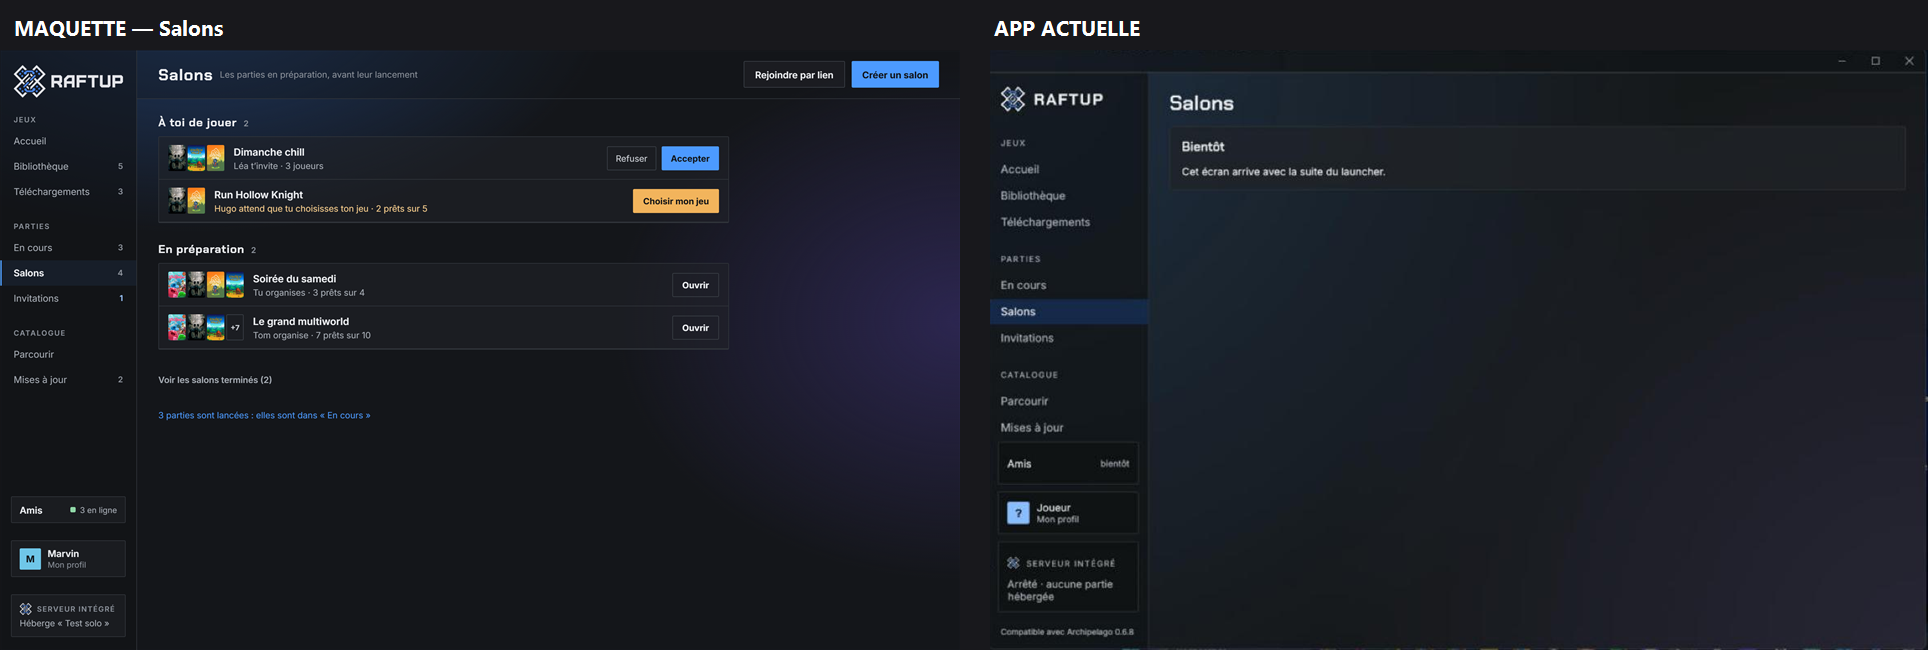 MAQUETTE — Salons
RAFTUP
JEUX
Accueil
Bibliothèque 5
Téléchargements 3
PARTIES
En cours 3
Salons 4
Invitations 1
CATALOGUE
Parcourir
Mises à jour 2
Amis 3 en ligne
M Marvin
Mon profil
SERVEUR INTÉGRÉ
Héberge « Test solo »
Salons Les parties en préparation, avant leur lancement
Rejoindre par lien
Créer un salon
À toi de jouer 2
Dimanche chill
Léa t'invite · 3 joueurs
Refuser
Accepter
Run Hollow Knight
Hugo attend que tu choisisses ton jeu · 2 prêts sur 5
Choisir mon jeu
En préparation 2
Soirée du samedi
Tu organises · 3 prêts sur 4
Ouvrir
+7
Le grand multiworld
Tom organise · 7 prêts sur 10
Ouvrir
Voir les salons terminés (2)
3 parties sont lancées : elles sont dans « En cours »
APP ACTUELLE
RAFTUP
JEUX
Accueil
Bibliothèque
Téléchargements
PARTIES
En cours
Salons
Invitations
CATALOGUE
Parcourir
Mises à jour
Amis bientôt
? Joueur
Mon profil
SERVEUR INTÉGRÉ
Arrêté · aucune partie
hébergée
Compatible avec Archipelago 0.6.8
Salons
Bientôt
Cet écran arrive avec la suite du launcher.